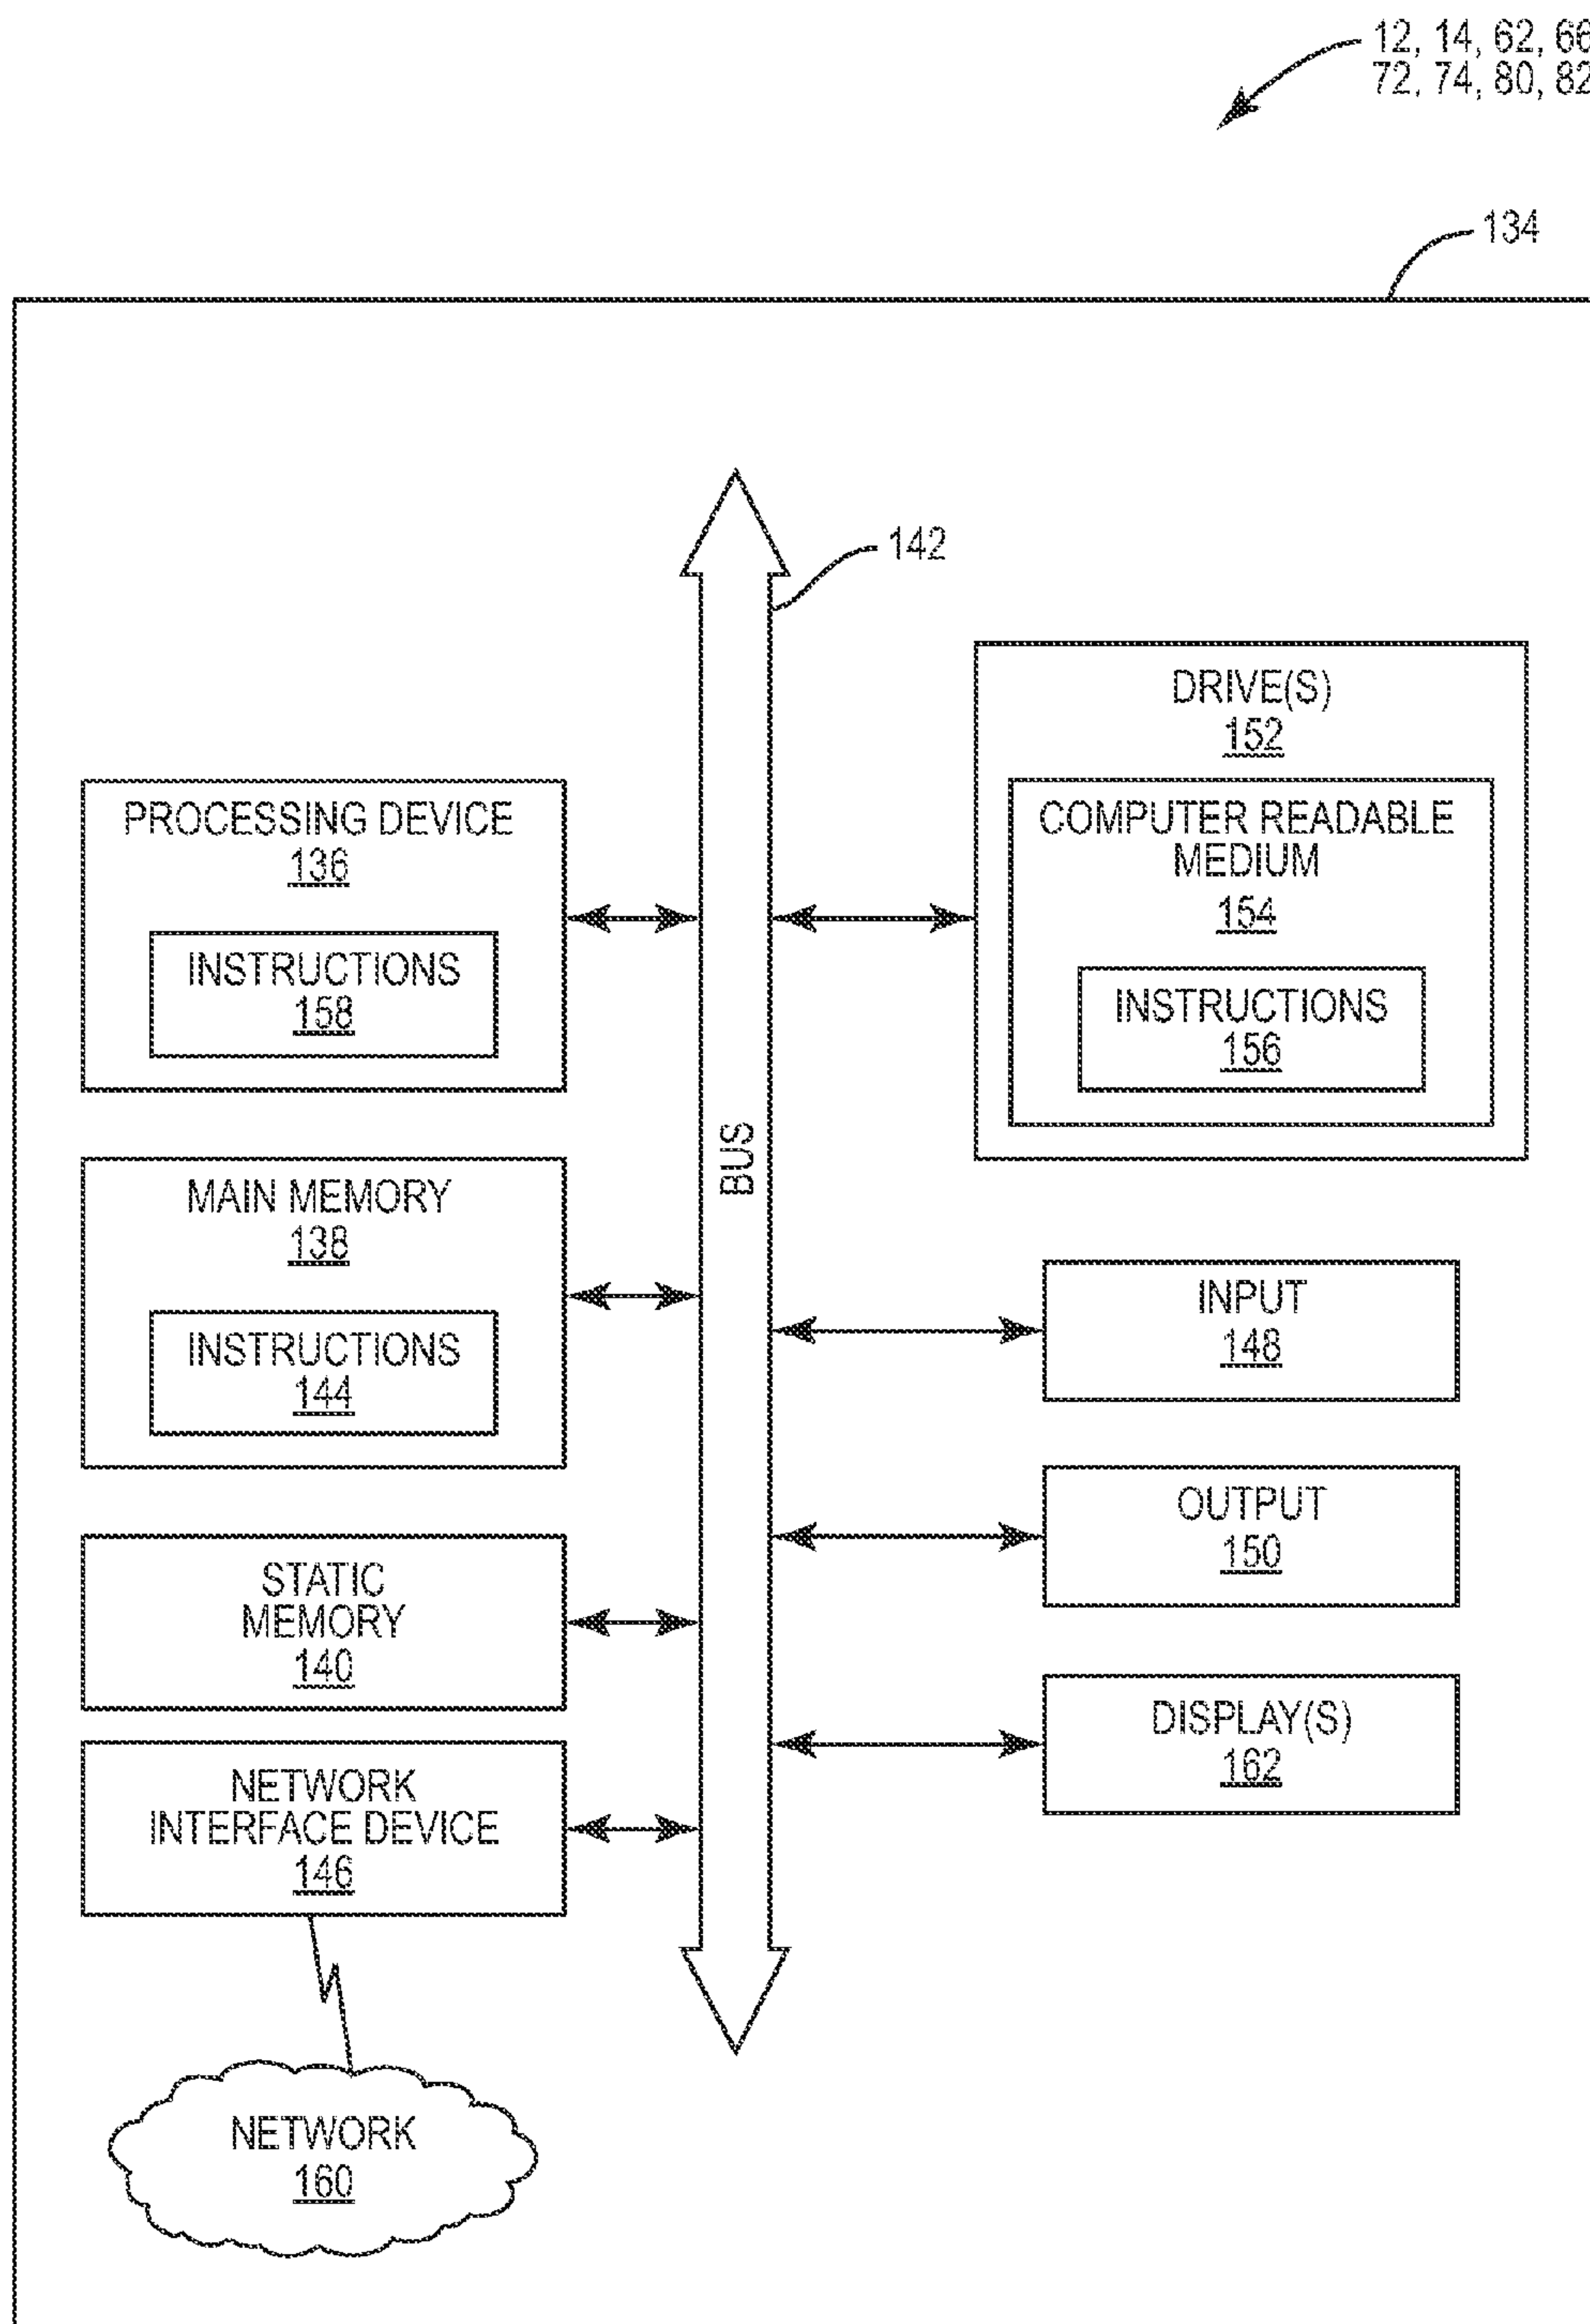 12, 14, 62, 66
72, 74, 80, 82
134
142
DRIVE(S)
152
COMPUTER READABLE
MEDIUM
154
INSTRUCTIONS
156
PROCESSING DEVICE
136
INSTRUCTIONS
158
BUS
MAIN MEMORY
138
INSTRUCTIONS
144
INPUT
148
OUTPUT
150
STATIC
MEMORY
140
DISPLAY(S)
162
NETWORK
INTERFACE DEVICE
146
NETWORK
160